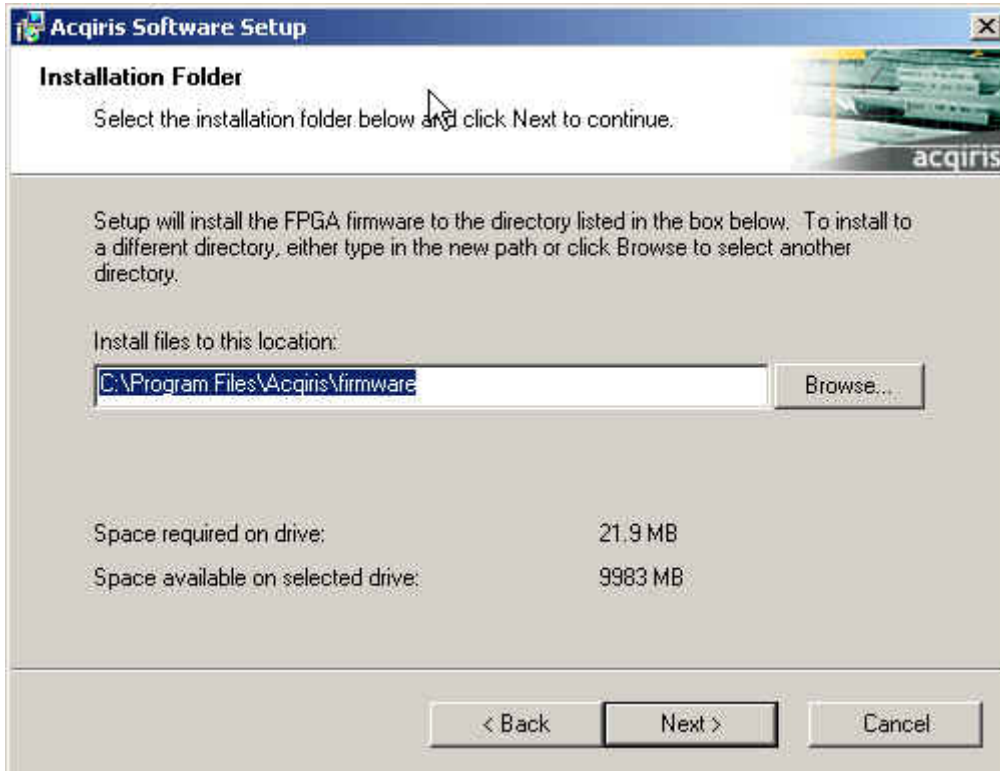 Acqiris Software Setup
Installation Folder
Select the installation folder below and click Next to continue.
acqiris
Setup will install the FPGA firmware to the directory listed in the box below. To install to
a different directory, either type in the new path or click Browse to select another
directory.
Install files to this location:
C:\Program Files\Acqiris\firmware
Browse...
Space required on drive: 21.9 MB
Space available on selected drive: 9983 MB
< Back Next > Cancel